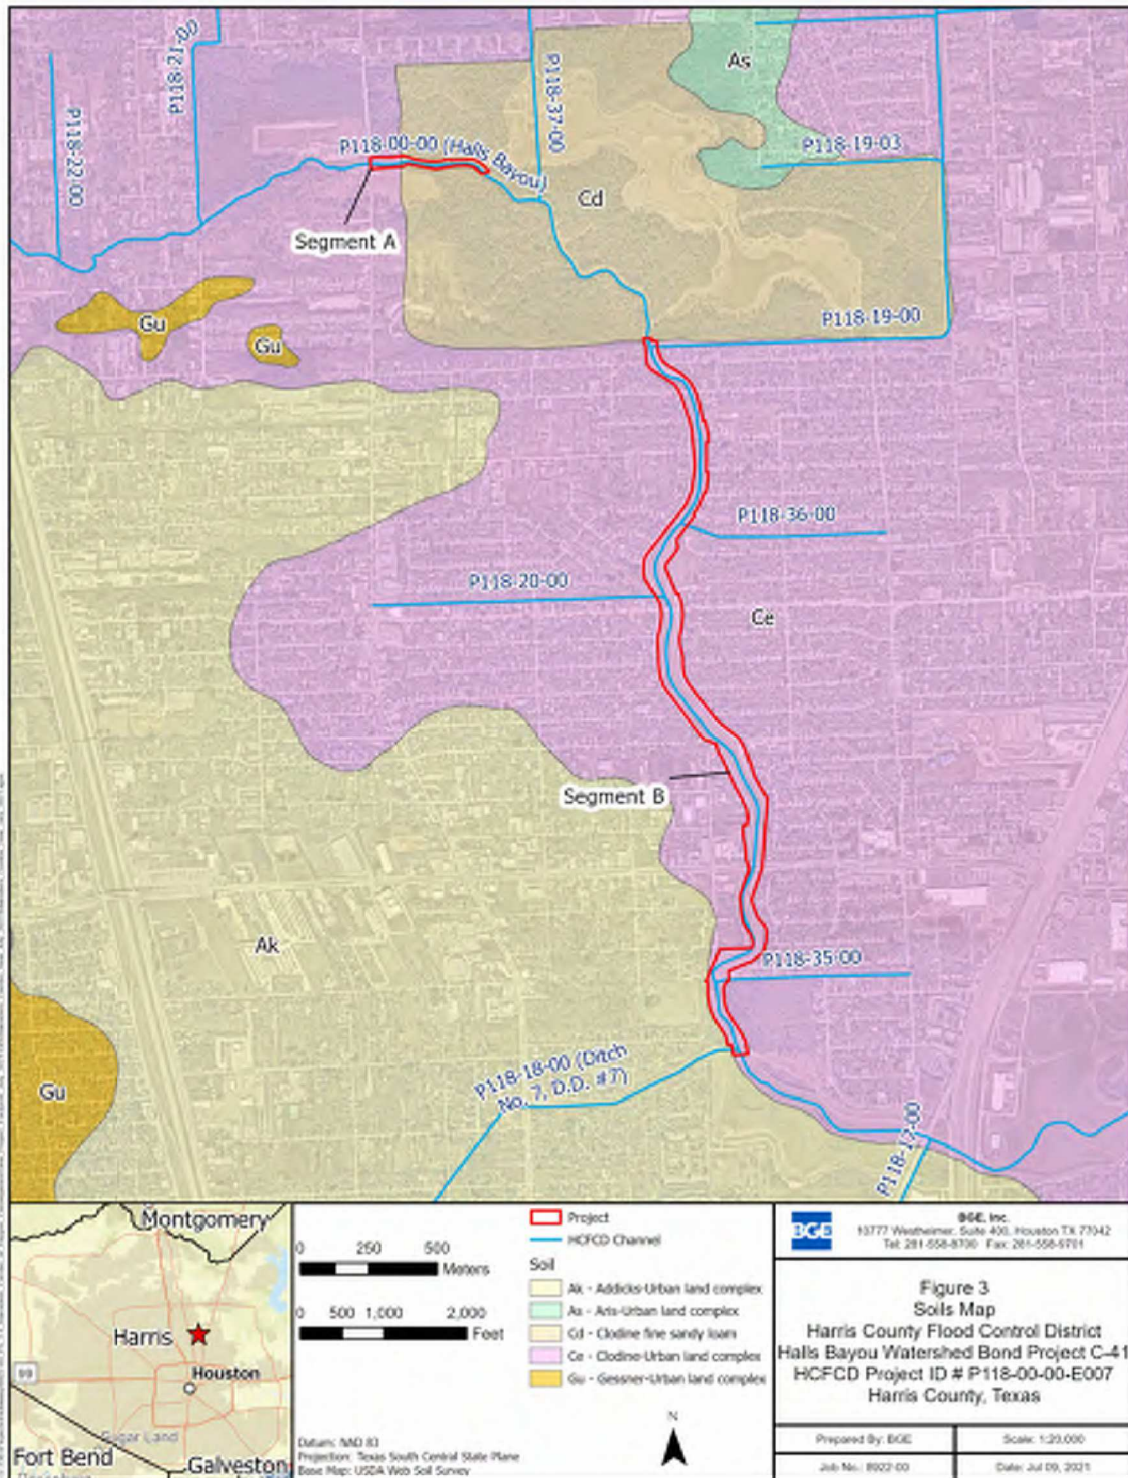 P118-21-00
P118-22-00
P118-37-00
As
P118-00-00 (Halls Bayou)
P118-19-03
Cd
Segment A
P118-19-00
Gu
Gu
P118-36-00
P118-20-00
Ce
Segment B
Ak
P118-35-00
P118-18-00 (Ditch
No. 7, D.D. #7)
Gu
P118-17-00
Montgomery
Harris
99
Houston
Sugar Land
Fort Bend
Galveston
0 250 500
Meters
0 500 1,000 2,000
Feet
Project
HCFCD Channel
Soil
Ak - Addicks-Urban land complex
As - Aris-Urban land complex
Cd - Clodine fine sandy loam
Ce - Clodine-Urban land complex
Gu - Gessner-Urban land complex
N
Datum: NAD 83
Projection: Texas South Central State Plane
Base Map: USDA Web Soil Survey
BGE
BGE, Inc.
10777 Westheimer, Suite 400, Houston TX 77042
Tel: 281-558-8700 Fax: 281-558-9701
Figure 3
Soils Map
Harris County Flood Control District
Halls Bayou Watershed Bond Project C-41
HCFCD Project ID # P118-00-00-E007
Harris County, Texas
Prepared By: BGE
Scale: 1:20,000
Job No.: 8922-00
Date: Jul 09, 2021